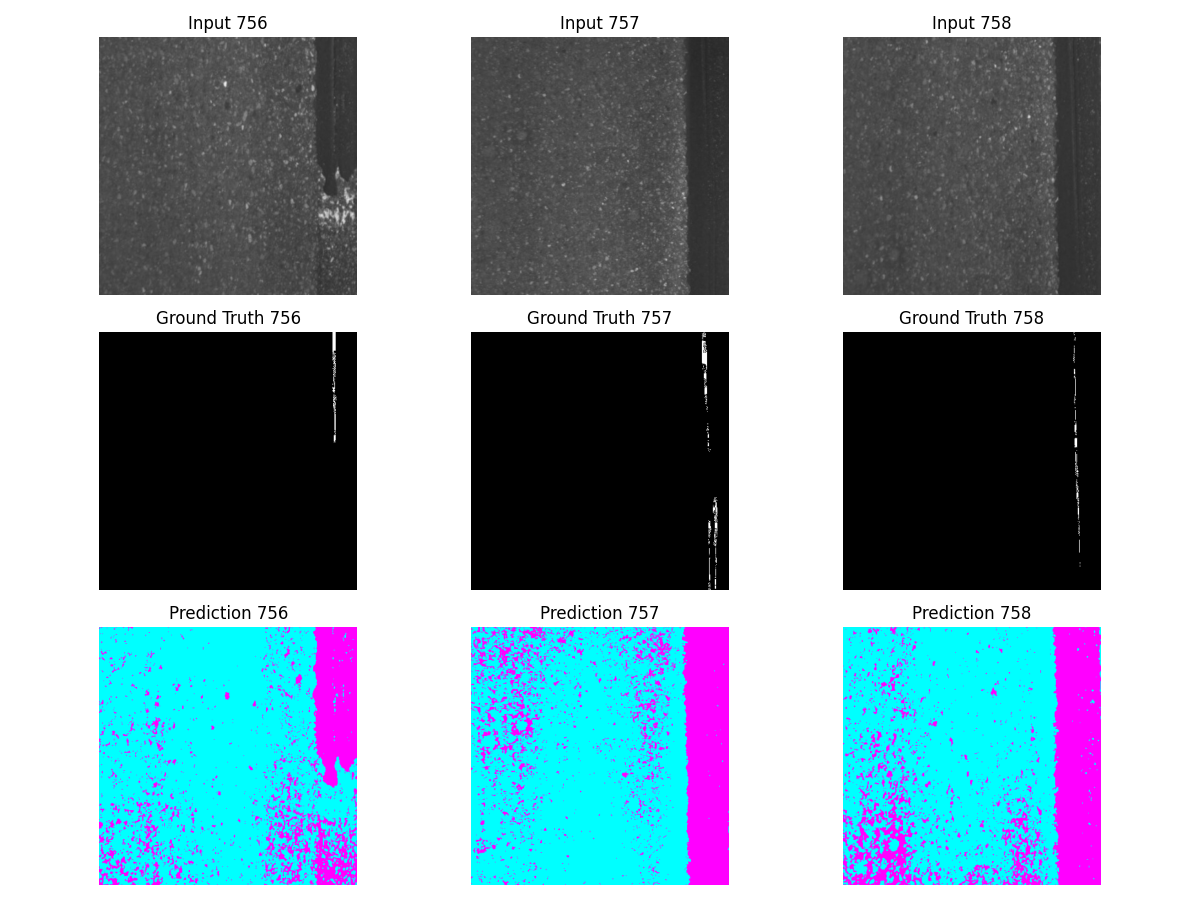 Input 756
Input 757
Input 758
Ground Truth 756
Ground Truth 757
Ground Truth 758
Prediction 756
Prediction 757
Prediction 758